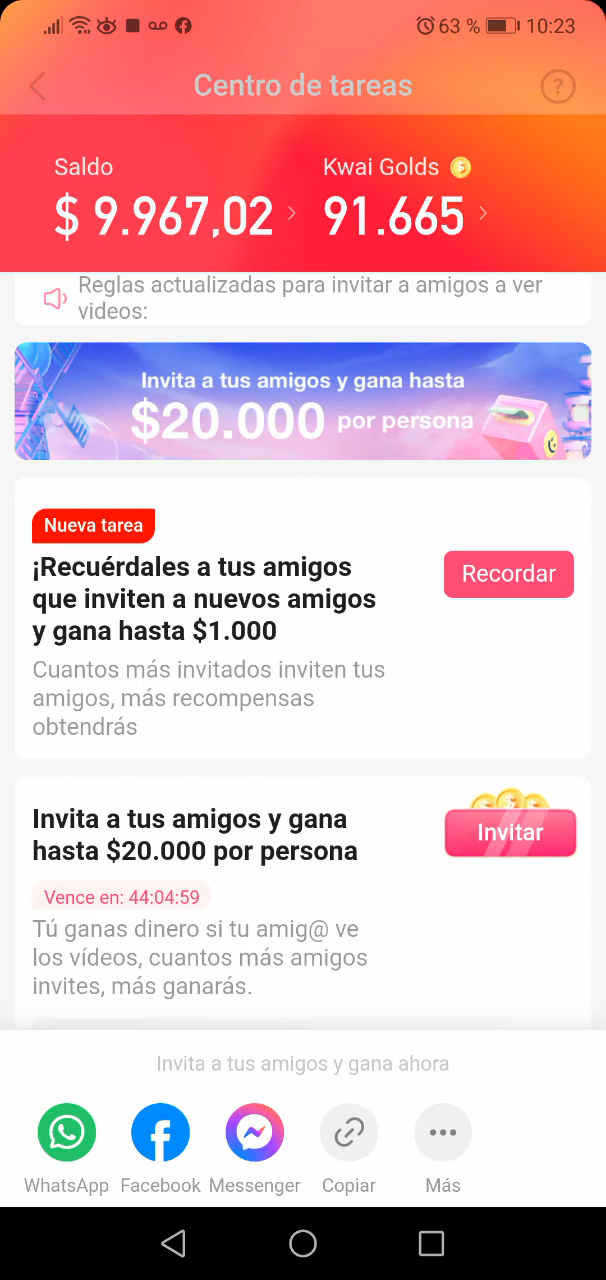 63 % 10:23
Centro de tareas
?
Saldo
Kwai Golds
$ 9.967,02
91.665
Reglas actualizadas para invitar a amigos a ver
videos:
Invita a tus amigos y gana hasta
$20.000 por persona
Nueva tarea
¡Recuérdales a tus amigos
que inviten a nuevos amigos
y gana hasta $1.000
Recordar
Cuantos más invitados inviten tus
amigos, más recompensas
obtendrás
Invita a tus amigos y gana
hasta $20.000 por persona
Invitar
Vence en: 44:04:59
Tú ganas dinero si tu amig@ ve
los vídeos, cuantos más amigos
invites, más ganarás.
Invita a tus amigos y gana ahora
WhatsApp Facebook Messenger Copiar Más